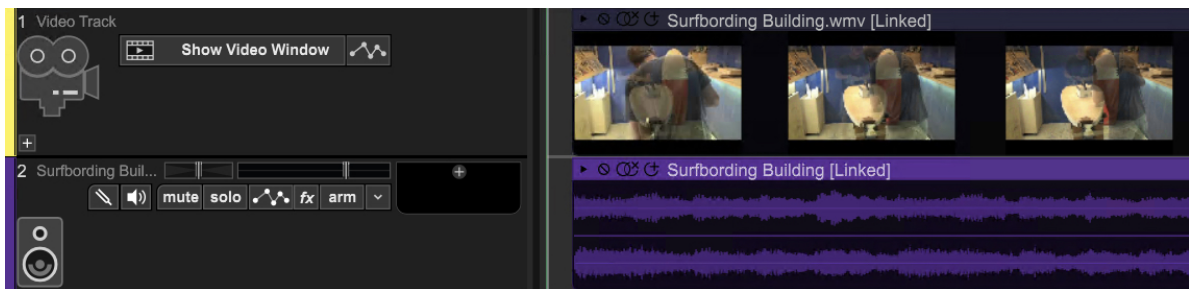 1 Video Track
Show Video Window
Surfbording Building.wmv [Linked]
2 Surfbording Buil...
mute solo fx arm
Surfbording Building [Linked]